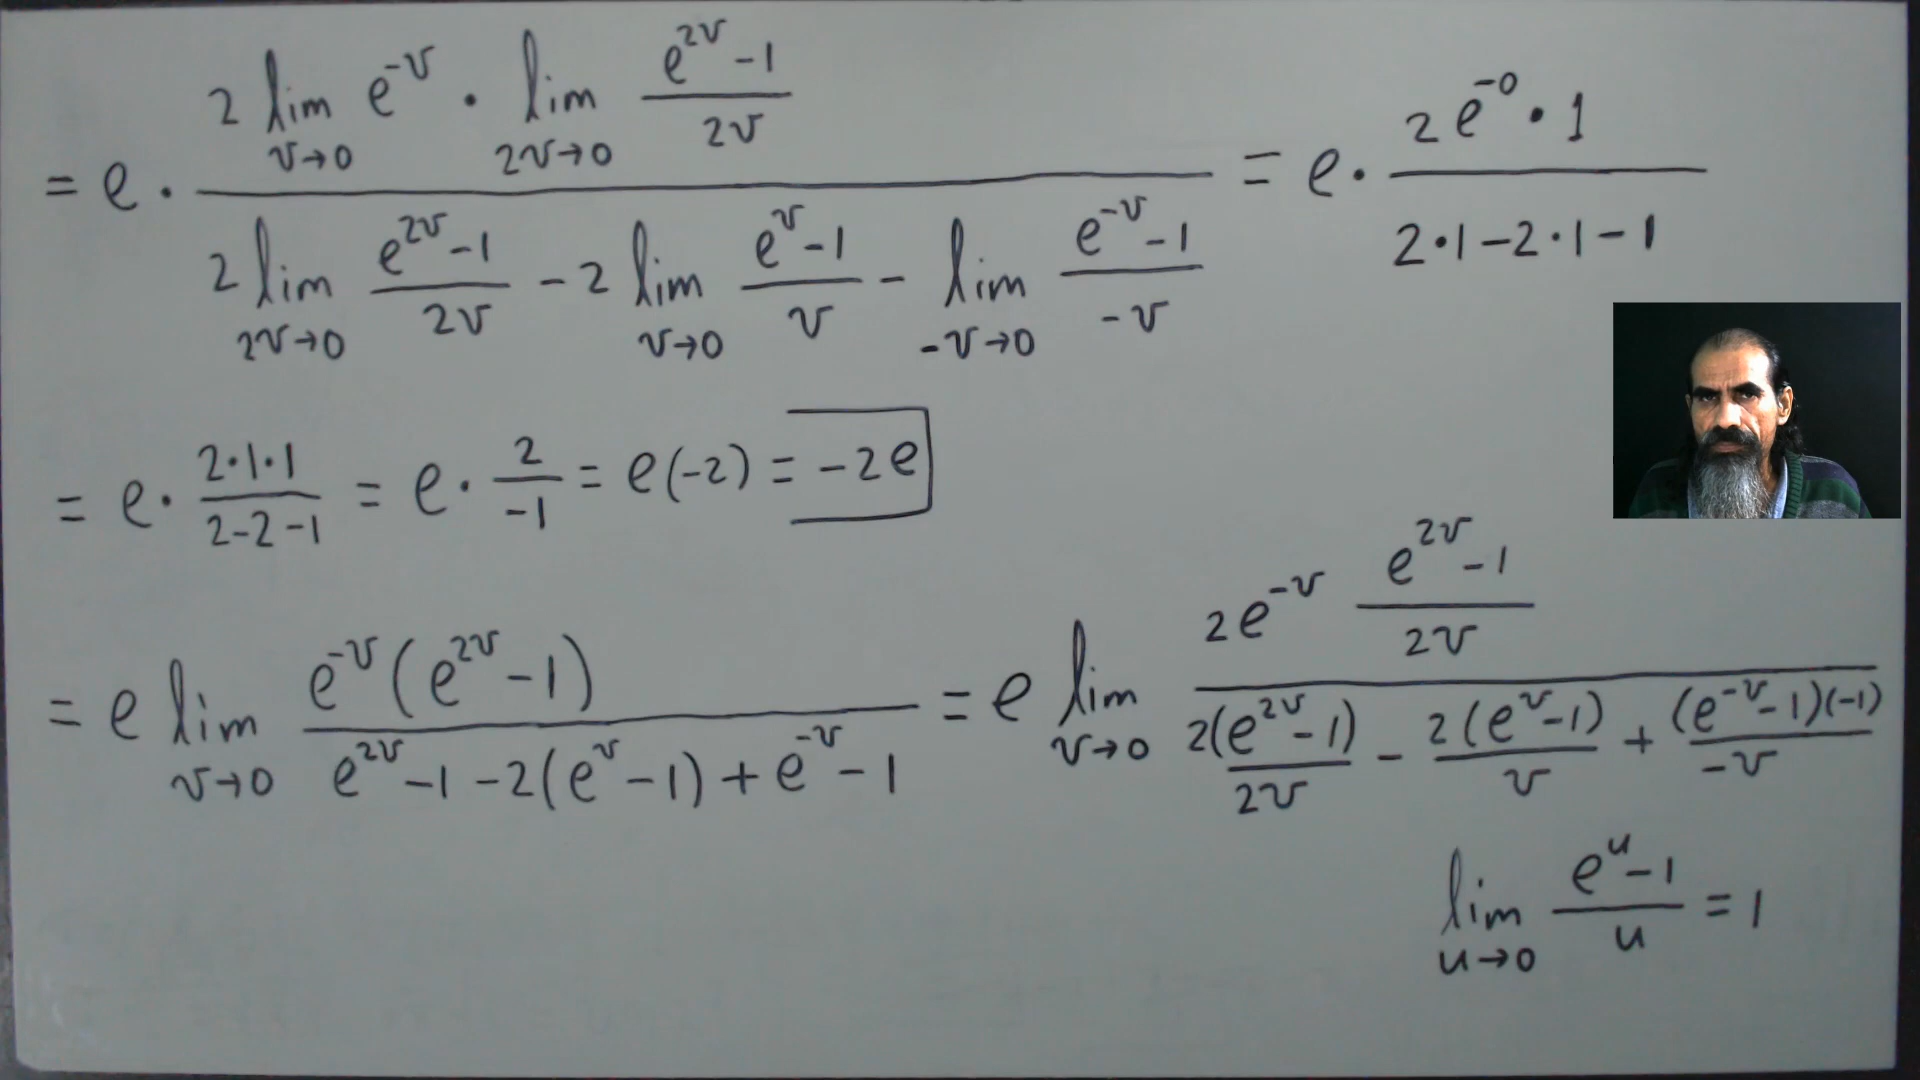 = e · (2 lim_{v→0} e^{-v} · lim_{2v→0} (e^{2v} - 1)/(2v)) / (2 lim_{2v→0} (e^{2v} - 1)/(2v) - 2 lim_{v→0} (e^{v} - 1)/v - lim_{-v→0} (e^{-v} - 1)/(-v)) = e · (2e^{-0} · 1)/(2·1 - 2·1 - 1)
= e · (2·1·1)/(2-2-1) = e · 2/(-1) = e(-2) = -2e
= e lim_{v→0} (e^{-v}(e^{2v} - 1))/(e^{2v} - 1 - 2(e^{v} - 1) + e^{-v} - 1) = e lim_{v→0} (2e^{-v} (e^{2v} - 1)/(2v)) / (2(e^{2v} - 1)/(2v) - 2(e^{v} - 1)/v + (e^{-v} - 1)(-1)/(-v))
lim_{u→0} (e^{u} - 1)/u = 1